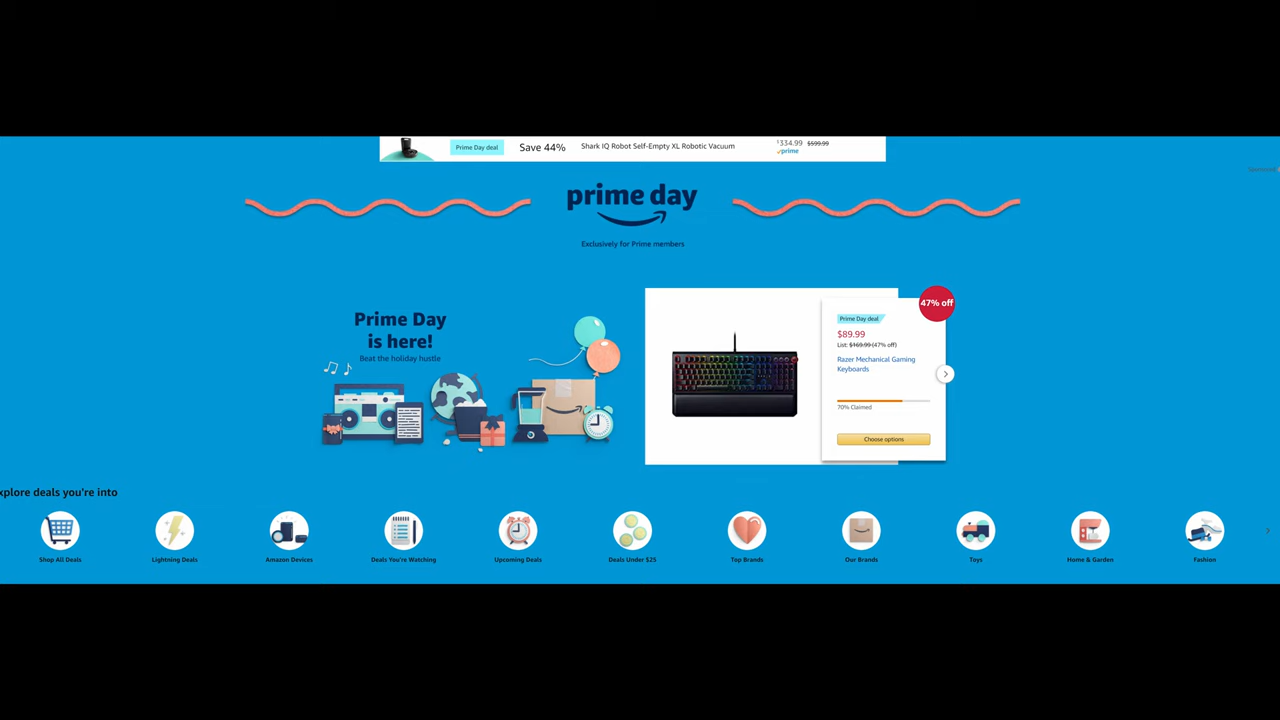 Prime Day deal
Save 44%
Shark IQ Robot Self-Empty XL Robotic Vacuum
$334.99 $599.99
prime
Sponsored
prime day
Exclusively for Prime members
Prime Day
is here!
Beat the holiday hustle
47% off
Prime Day deal
$89.99
List: $169.99 (47% off)
Razer Mechanical Gaming
Keyboards
70% Claimed
Choose options
xplore deals you're into
Shop All Deals
Lightning Deals
Amazon Devices
Deals You're Watching
Upcoming Deals
Deals Under $25
Top Brands
Our Brands
Toys
Home & Garden
Fashion